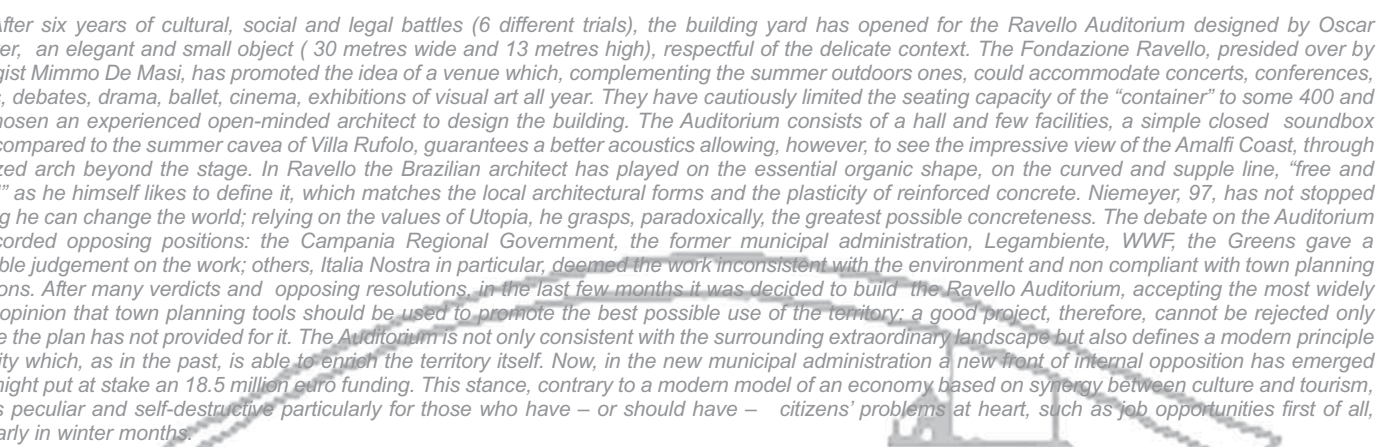 After six years of cultural, social and legal battles (6 different trials), the building yard has opened for the Ravello Auditorium designed by Oscar
er, an elegant and small object ( 30 metres wide and 13 metres high), respectful of the delicate context. The Fondazione Ravello, presided over by
gist Mimmo De Masi, has promoted the idea of a venue which, complementing the summer outdoors ones, could accommodate concerts, conferences,
, debates, drama, ballet, cinema, exhibitions of visual art all year. They have cautiously limited the seating capacity of the “container” to some 400 and
hosen an experienced open-minded architect to design the building. The Auditorium consists of a hall and few facilities, a simple closed soundbox
compared to the summer cavea of Villa Rufolo, guarantees a better acoustics allowing, however, to see the impressive view of the Amalfi Coast, through
zed arch beyond the stage. In Ravello the Brazilian architect has played on the essential organic shape, on the curved and supple line, “free and
” as he himself likes to define it, which matches the local architectural forms and the plasticity of reinforced concrete. Niemeyer, 97, has not stopped
g he can change the world; relying on the values of Utopia, he grasps, paradoxically, the greatest possible concreteness. The debate on the Auditorium
corded opposing positions: the Campania Regional Government, the former municipal administration, Legambiente, WWF, the Greens gave a
ble judgement on the work; others, Italia Nostra in particular, deemed the work inconsistent with the environment and non compliant with town planning
ons. After many verdicts and opposing resolutions, in the last few months it was decided to build the Ravello Auditorium, accepting the most widely
opinion that town planning tools should be used to promote the best possible use of the territory; a good project, therefore, cannot be rejected only
e the plan has not provided for it. The Auditorium is not only consistent with the surrounding extraordinary landscape but also defines a modern principle
ity which, as in the past, is able to enrich the territory itself. Now, in the new municipal administration a new front of internal opposition has emerged
night put at stake an 18.5 million euro funding. This stance, contrary to a modern model of an economy based on synergy between culture and tourism,
s peculiar and self-destructive particularly for those who have – or should have – citizens’ problems at heart, such as job opportunities first of all,
arly in winter months.